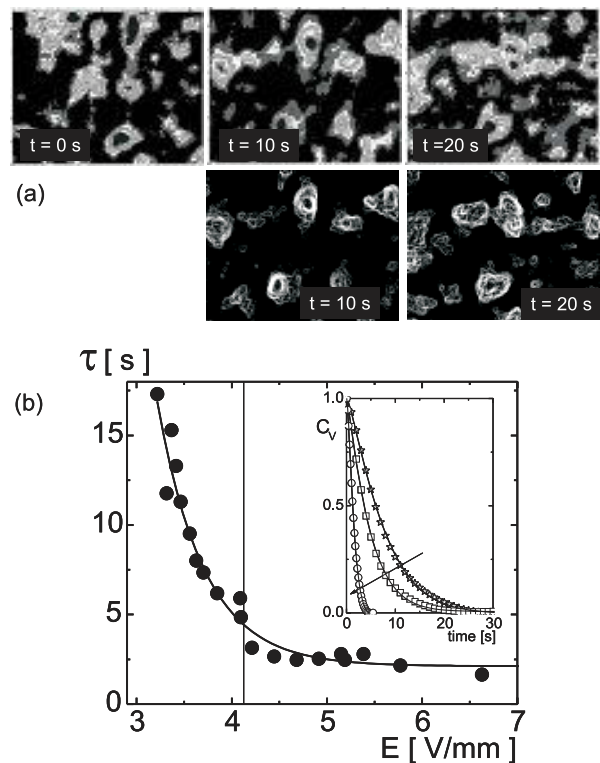 t = 0 s
t = 10 s
t =20 s
(a)
t = 10 s
t = 20 s
τ [ s ]
(b)
15
10
5
0
3
4
5
6
7
E [ V/mm ]
1.0
Cv
0.5
0.0
0
10
20
30
time [s]